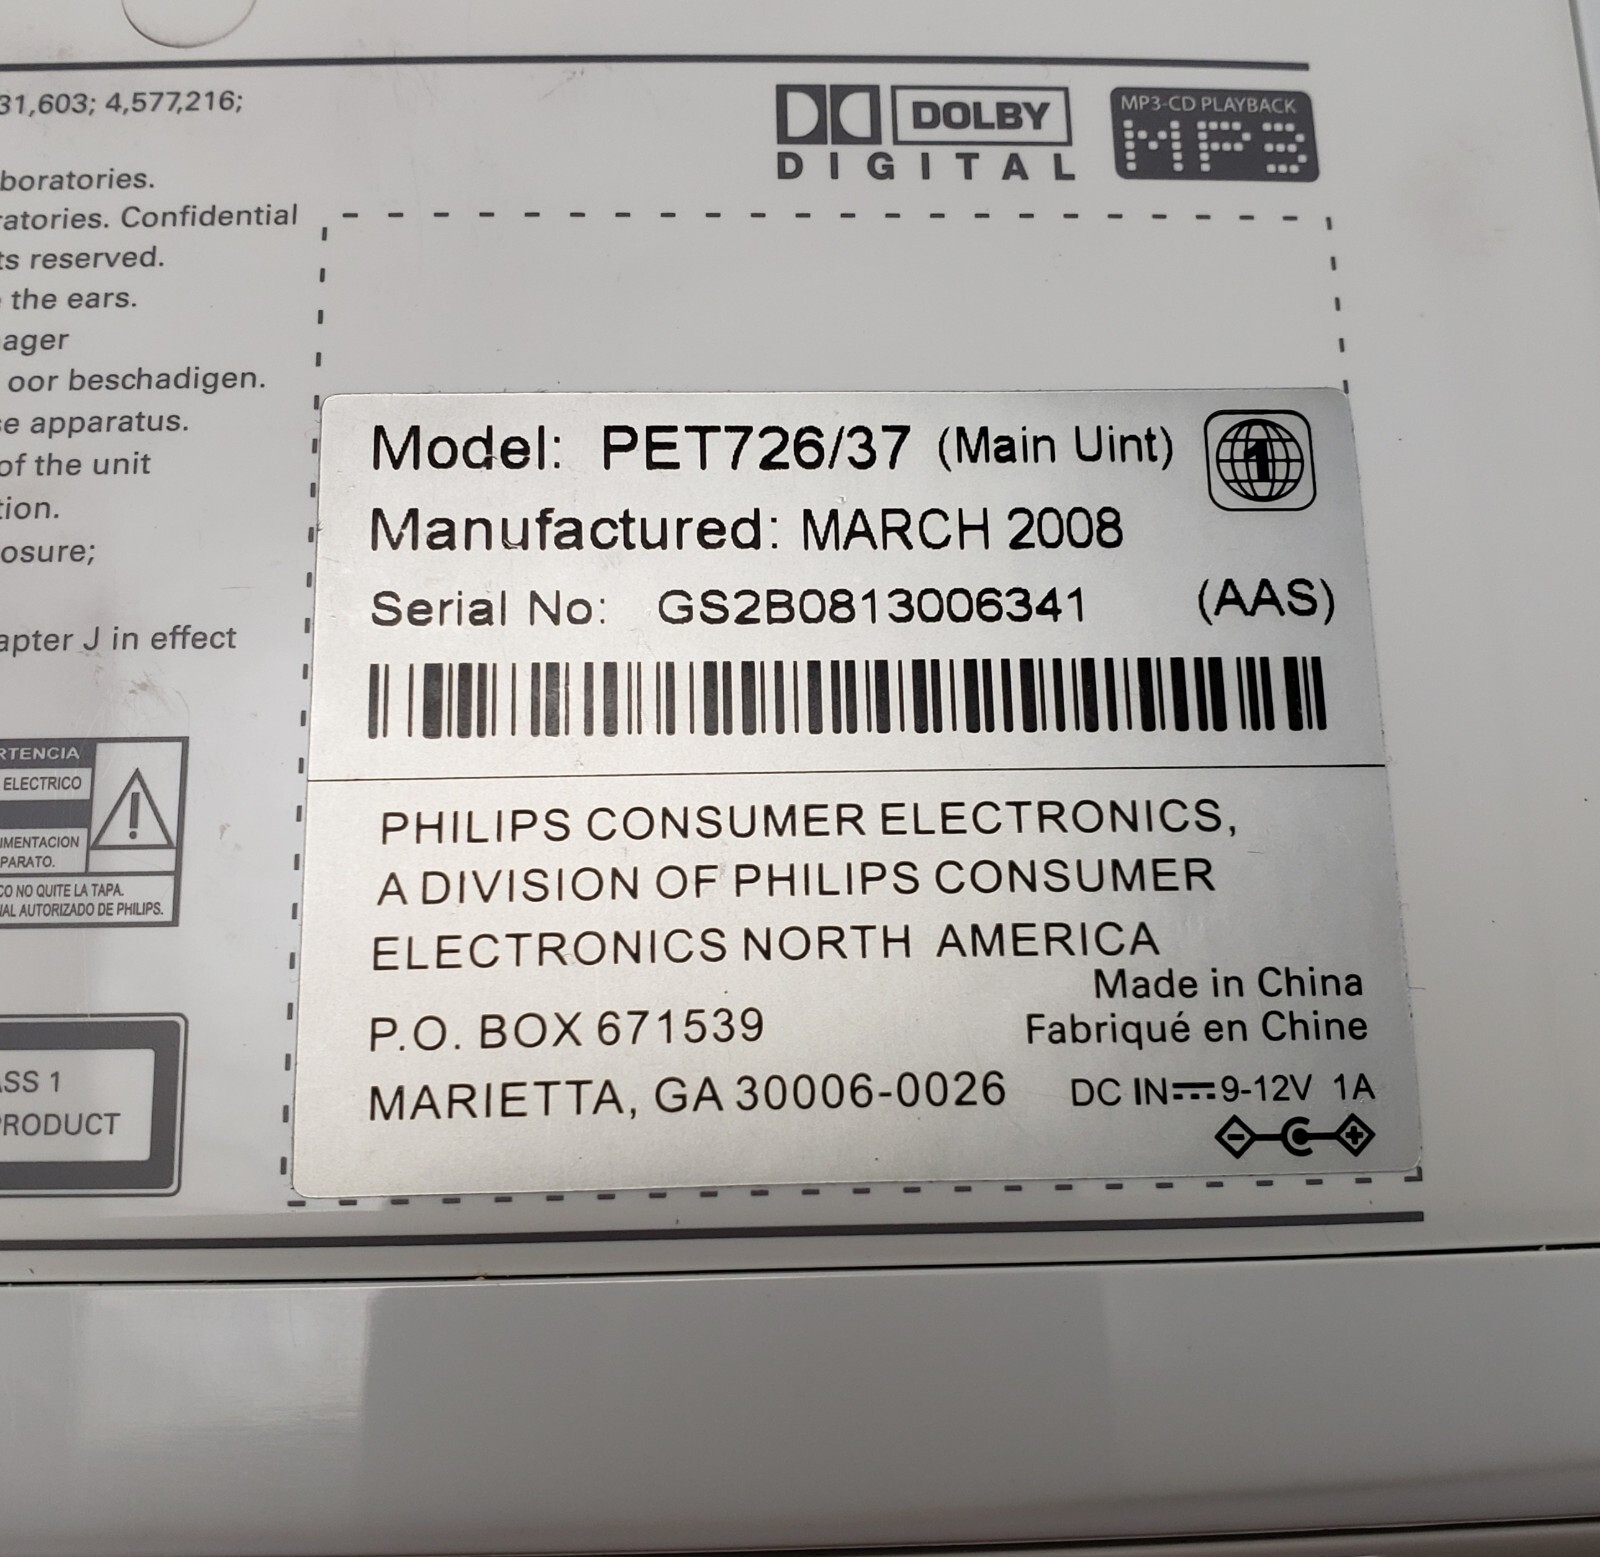 31,603; 4,577,216;
boratories.
ratories. Confidential
ts reserved.
the ears.
ager
oor beschadigen.
se apparatus.
of the unit
tion.
osure;
apter J in effect
RTENCIA
ELECTRICO
IMENTACION
PARATO.
CO NO QUITE LA TAPA.
NAL AUTORIZADO DE PHILIPS.
ASS 1
PRODUCT
DOLBY
DIGITAL
MP3-CD PLAYBACK
MP3
Model: PET726/37 (Main Uint)
1
Manufactured: MARCH 2008
Serial No: GS2B0813006341 (AAS)
PHILIPS CONSUMER ELECTRONICS,
A DIVISION OF PHILIPS CONSUMER
ELECTRONICS NORTH AMERICA
Made in China
P.O. BOX 671539
Fabriqué en Chine
MARIETTA, GA 30006-0026
DC IN⎓9-12V 1A